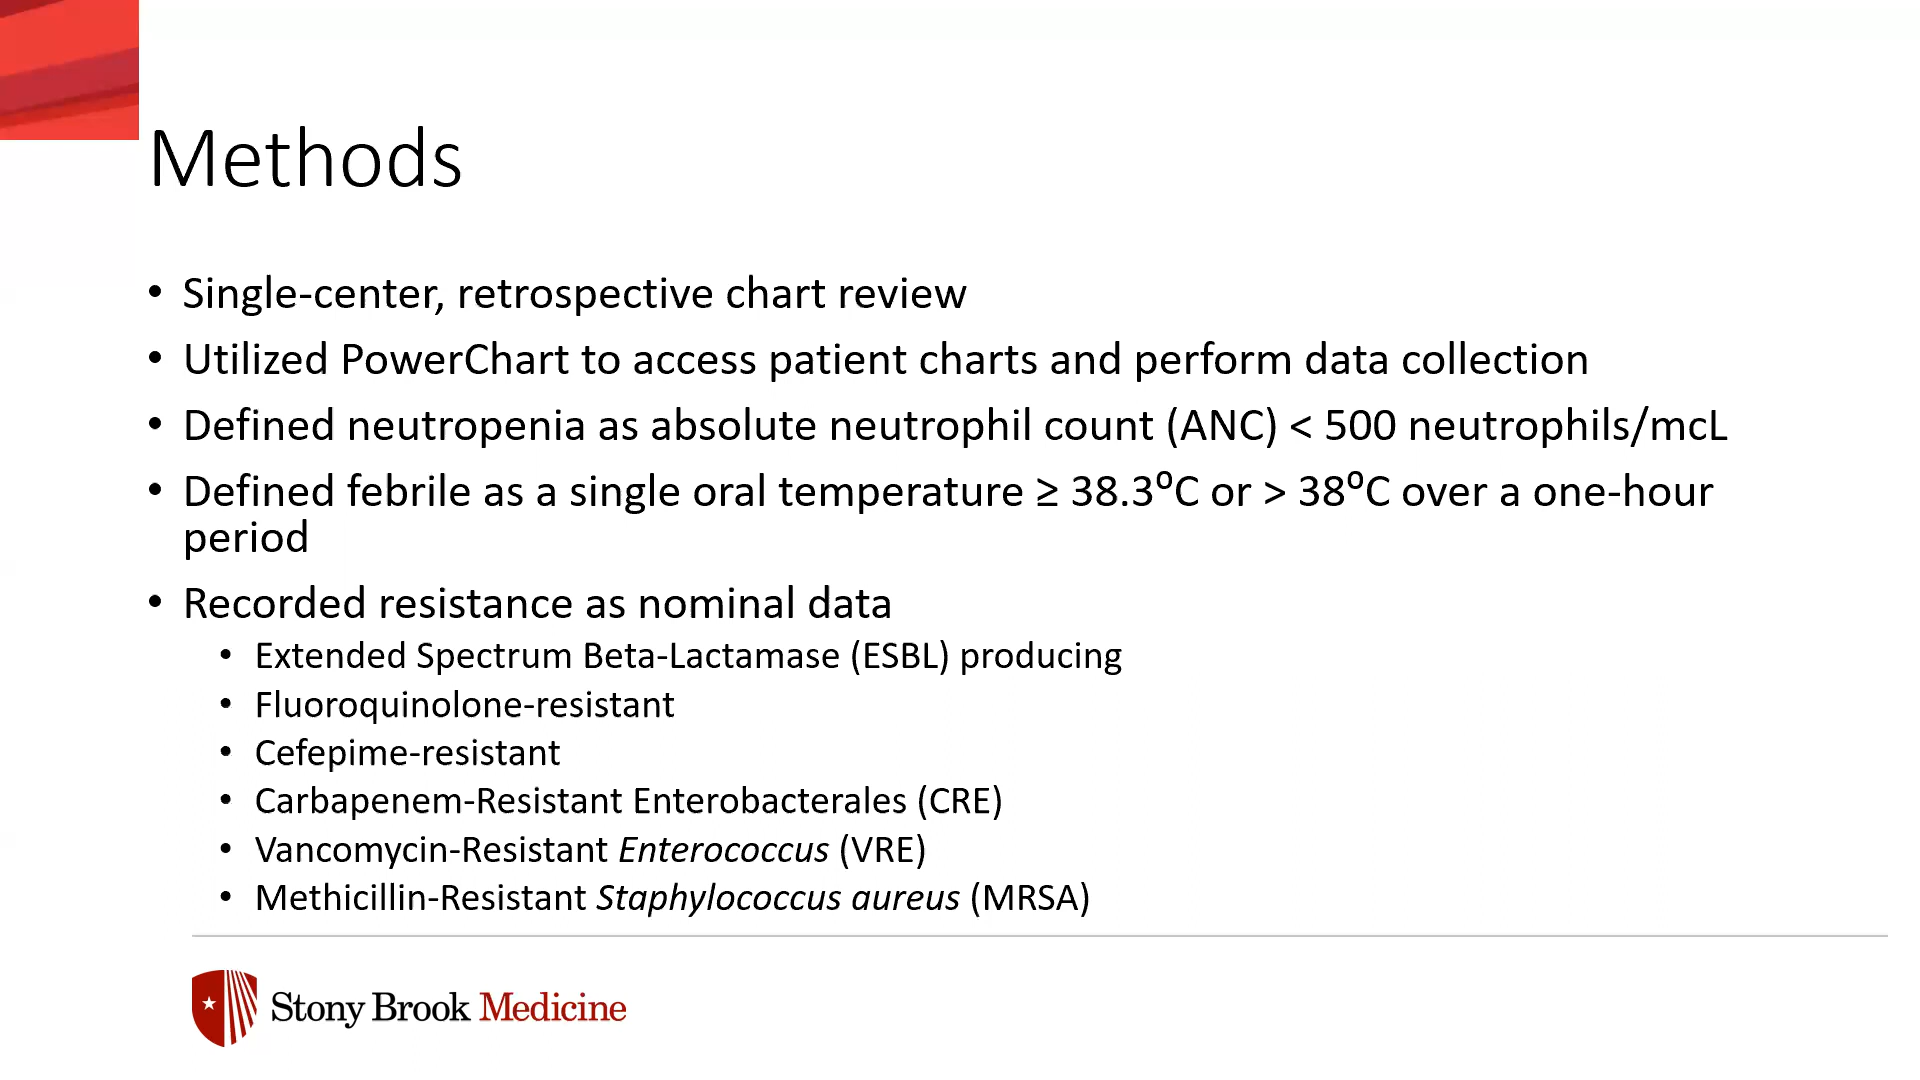 Methods
• Single-center, retrospective chart review
• Utilized PowerChart to access patient charts and perform data collection
• Defined neutropenia as absolute neutrophil count (ANC) < 500 neutrophils/mcL
• Defined febrile as a single oral temperature ≥ 38.3⁰C or > 38⁰C over a one-hour
period
• Recorded resistance as nominal data
• Extended Spectrum Beta-Lactamase (ESBL) producing
• Fluoroquinolone-resistant
• Cefepime-resistant
• Carbapenem-Resistant Enterobacterales (CRE)
• Vancomycin-Resistant Enterococcus (VRE)
• Methicillin-Resistant Staphylococcus aureus (MRSA)
Stony Brook Medicine